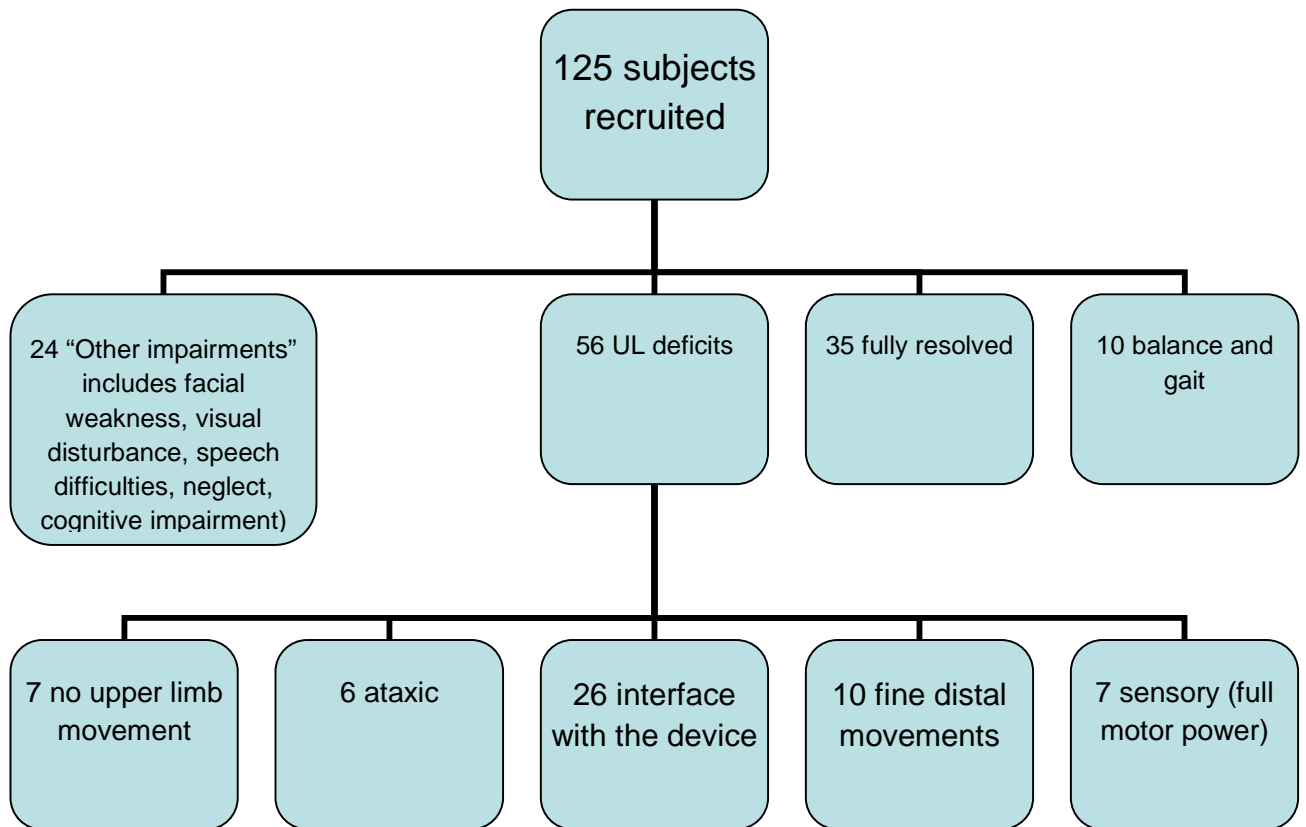 125 subjects
recruited
24 “Other impairments”
includes facial
weakness, visual
disturbance, speech
difficulties, neglect,
cognitive impairment)
56 UL deficits
35 fully resolved
10 balance and
gait
7 no upper limb
movement
6 ataxic
26 interface
with the device
10 fine distal
movements
7 sensory (full
motor power)